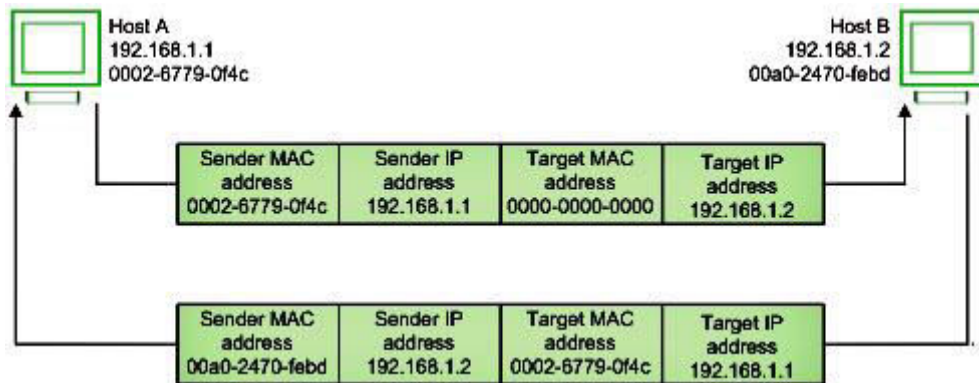 Host A
192.168.1.1
0002-6779-0f4c
Host B
192.168.1.2
00a0-2470-febd
Sender MAC
address
0002-6779-0f4c
Sender IP
address
192.168.1.1
Target MAC
address
0000-0000-0000
Target IP
address
192.168.1.2
Sender MAC
address
00a0-2470-febd
Sender IP
address
192.168.1.2
Target MAC
address
0002-6779-0f4c
Target IP
address
192.168.1.1